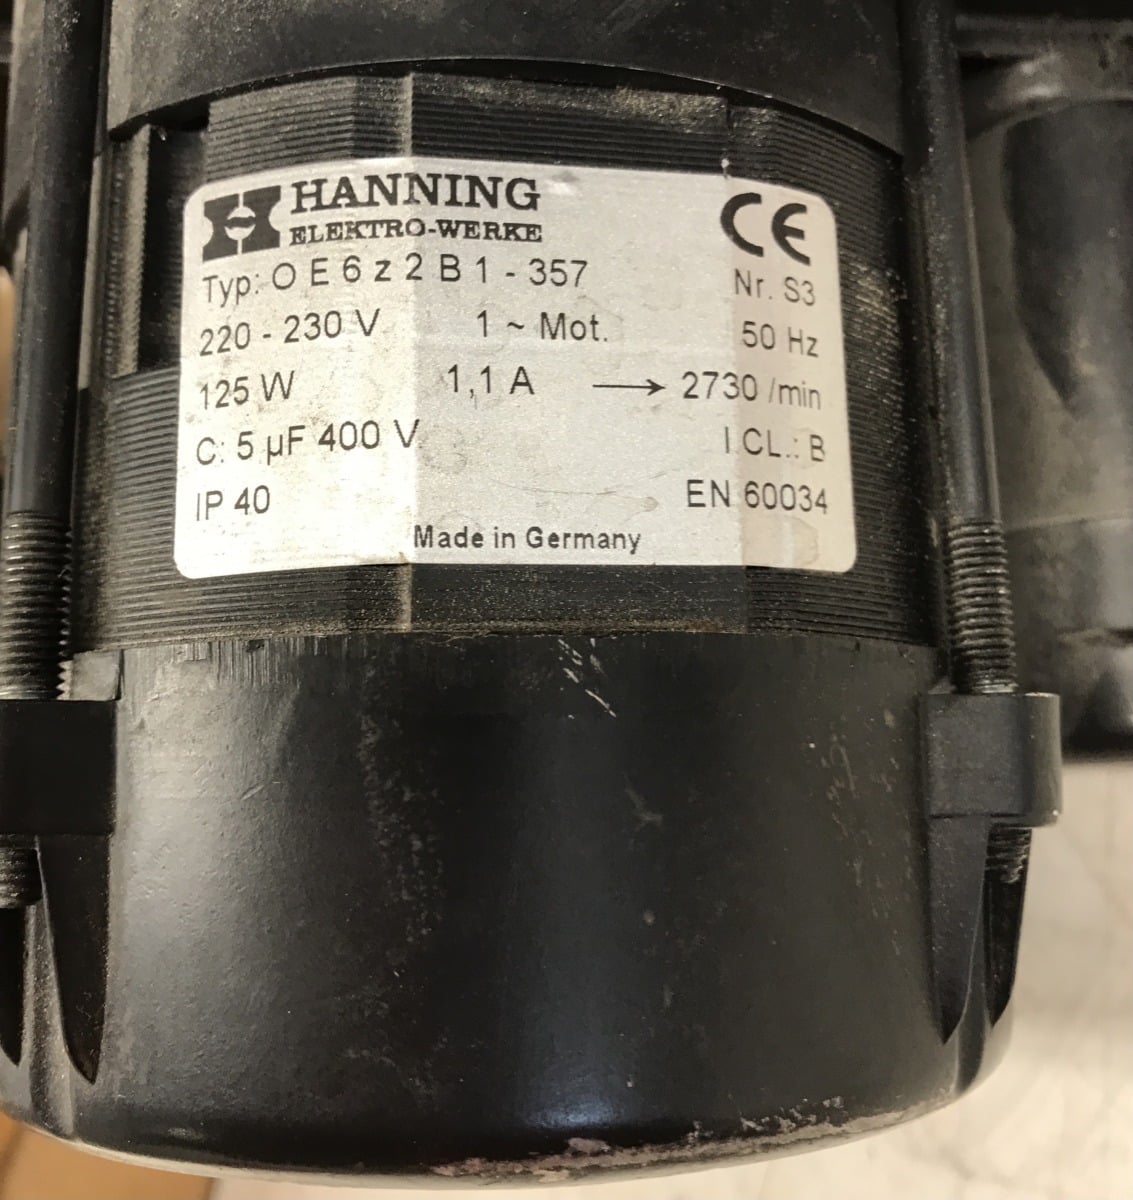 HANNING
ELEKTRO-WERKE
CE
Typ: O E 6 z 2 B 1 - 357 Nr. S3
220 - 230 V 1 ~ Mot. 50 Hz
125 W 1,1 A → 2730 /min
C: 5 µF 400 V I CL.: B
IP 40 EN 60034
Made in Germany